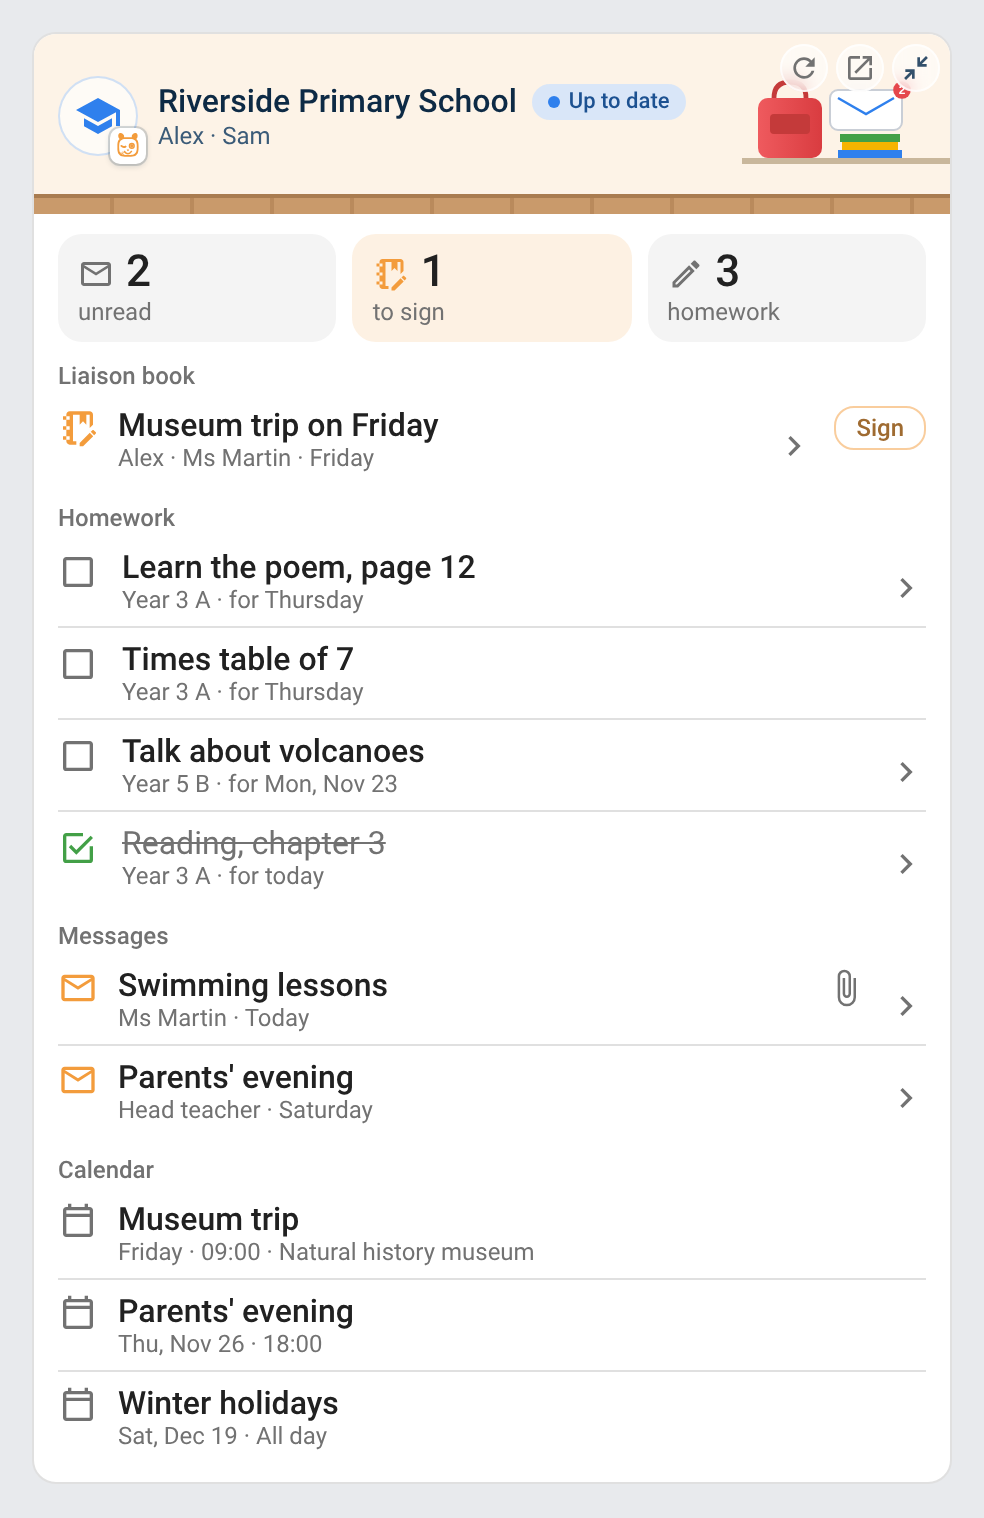 Riverside Primary School
Up to date
Alex · Sam
2
2
unread
1
to sign
3
homework
Liaison book
Museum trip on Friday
Alex · Ms Martin · Friday
Sign
Homework
Learn the poem, page 12
Year 3 A · for Thursday
Times table of 7
Year 3 A · for Thursday
Talk about volcanoes
Year 5 B · for Mon, Nov 23
Reading, chapter 3
Year 3 A · for today
Messages
Swimming lessons
Ms Martin · Today
Parents' evening
Head teacher · Saturday
Calendar
Museum trip
Friday · 09:00 · Natural history museum
Parents' evening
Thu, Nov 26 · 18:00
Winter holidays
Sat, Dec 19 · All day